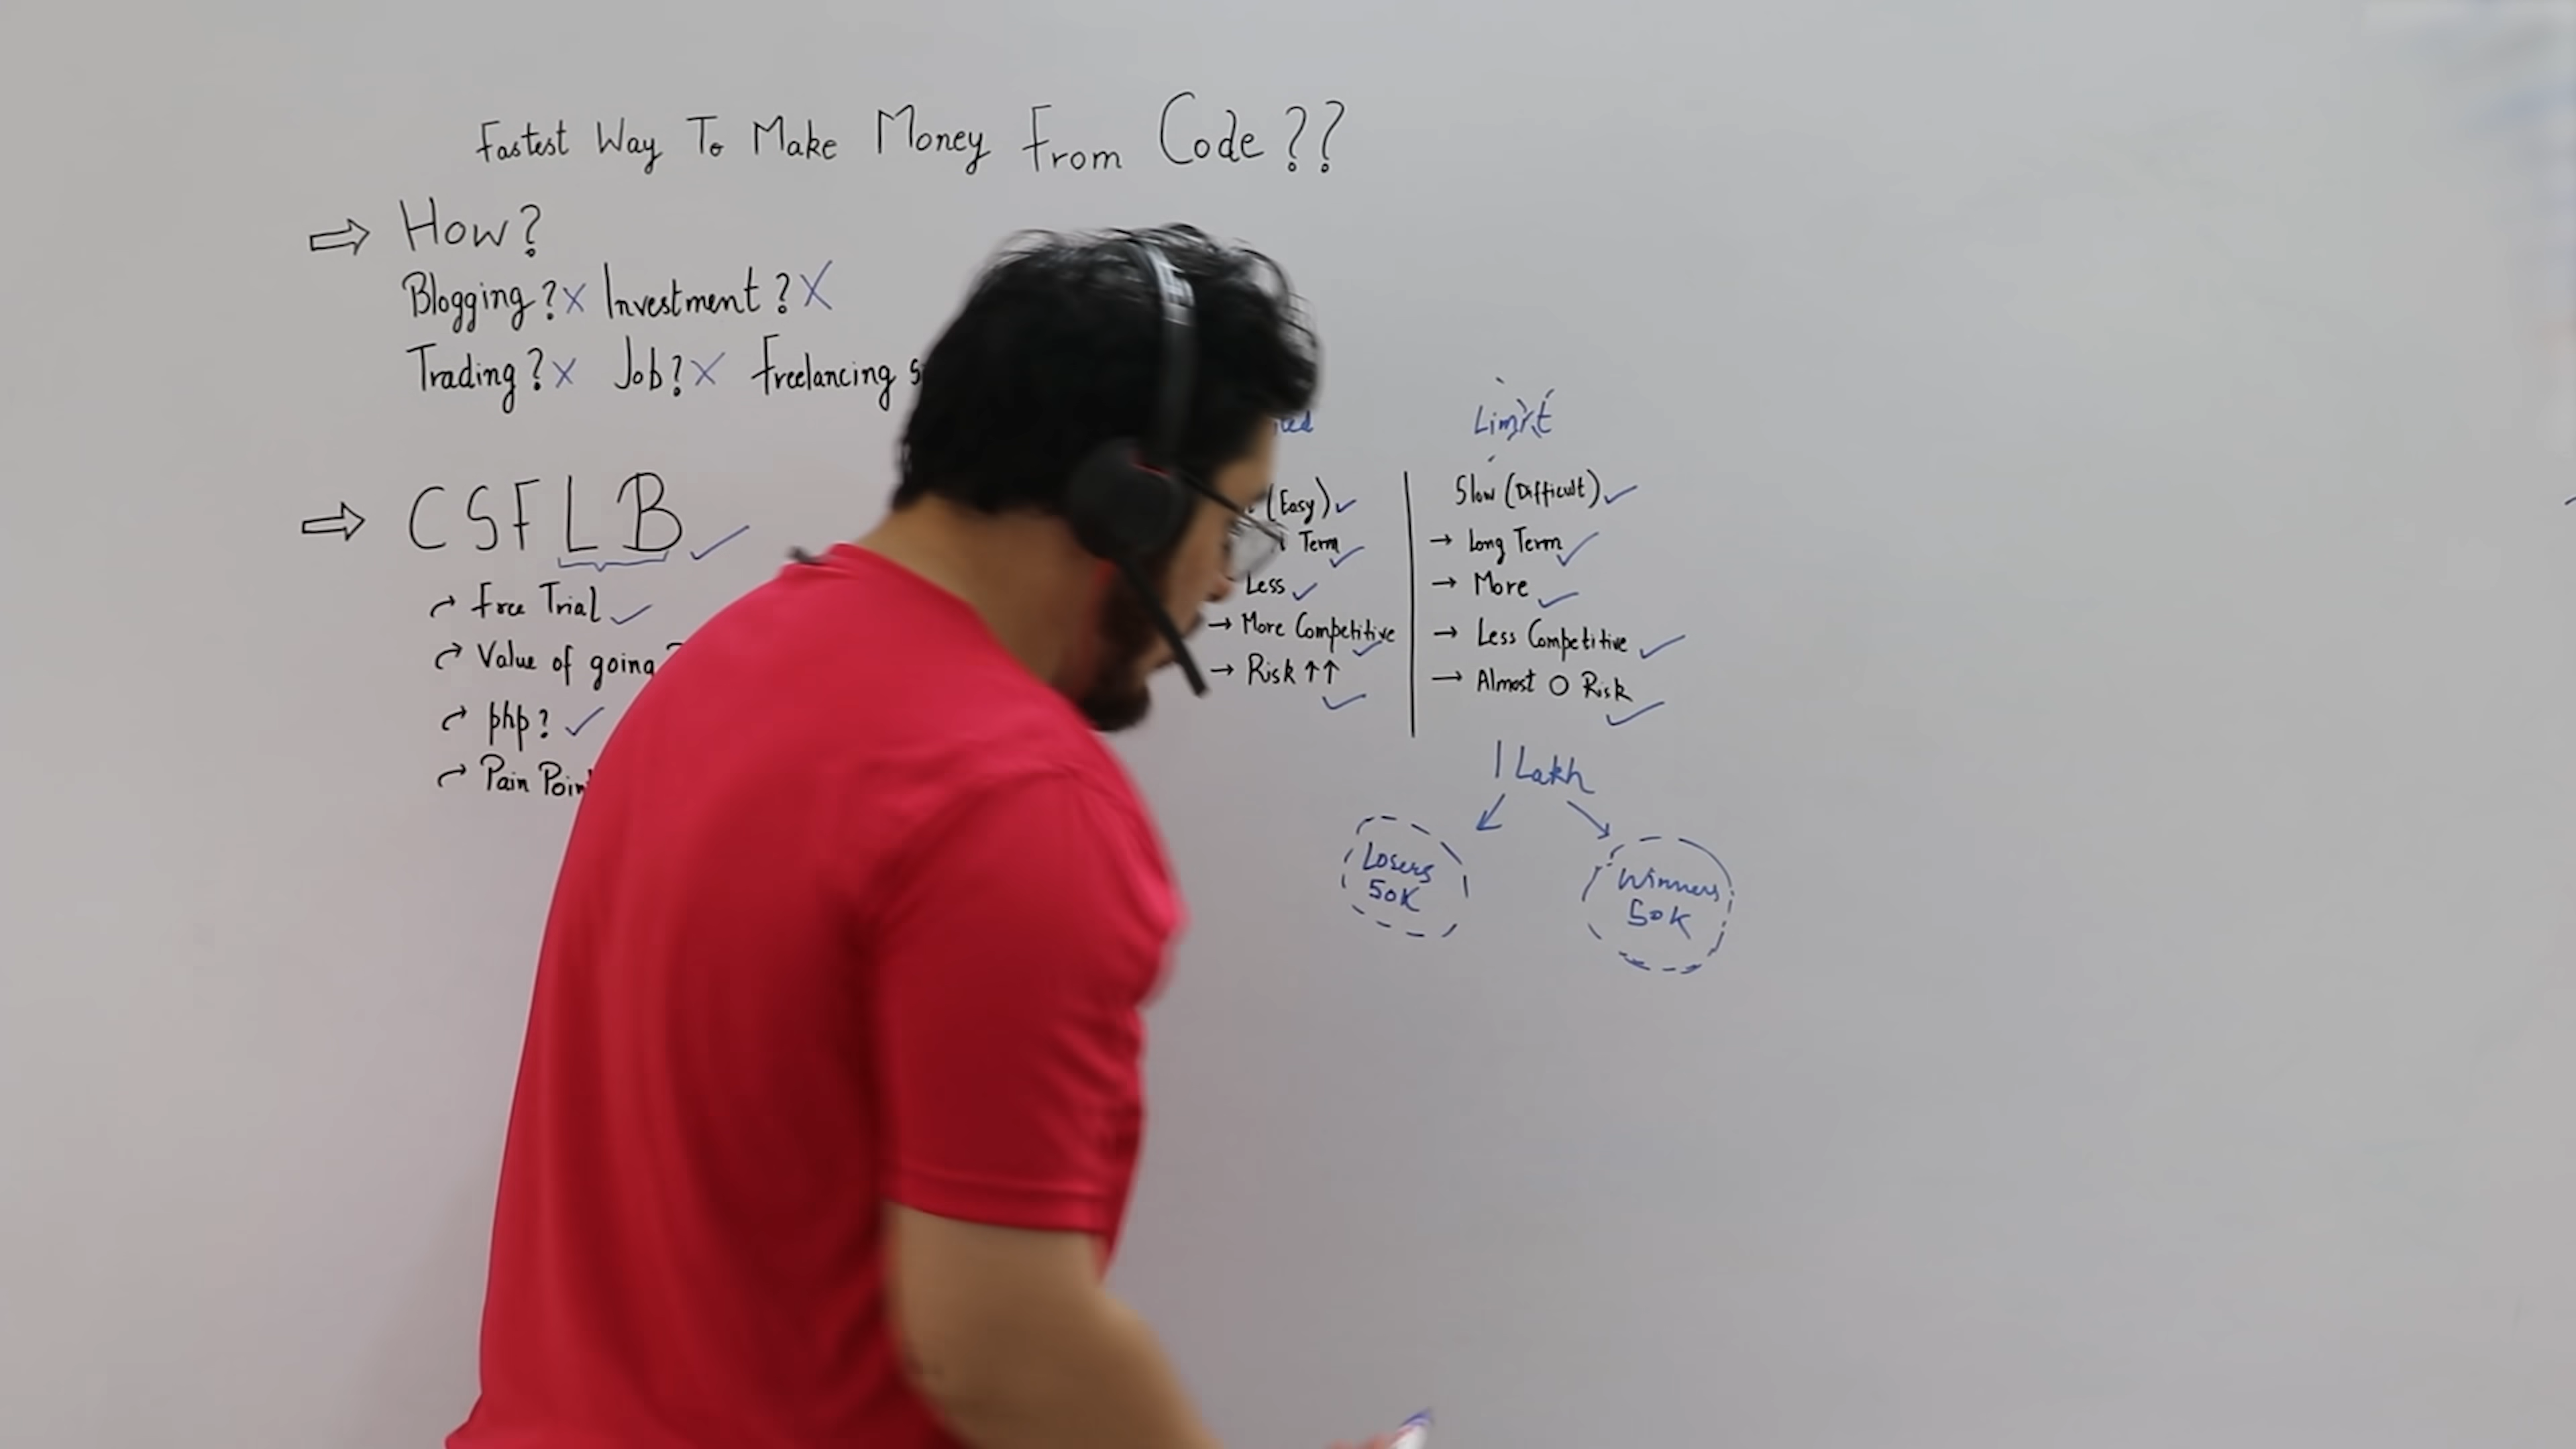 Fastest Way To Make Money From Code ??
⇨ How?
Blogging ? X Investment ? X
Trading ? X Job? X Freelancing
⇨ CSFLB ✓
Free Trial ✓
Value of going
php? ✓
Pain
(Easy) ✓
Term ✓
Less ✓
→ More Competitive ✓
→ Risk ↑↑ ✓
Limit
Slow (Difficult) ✓
→ Long Term ✓
→ More ✓
→ Less Competitive ✓
→ Almost 0 Risk ✓
1 Lakh
Losers
50K
Winners
50K